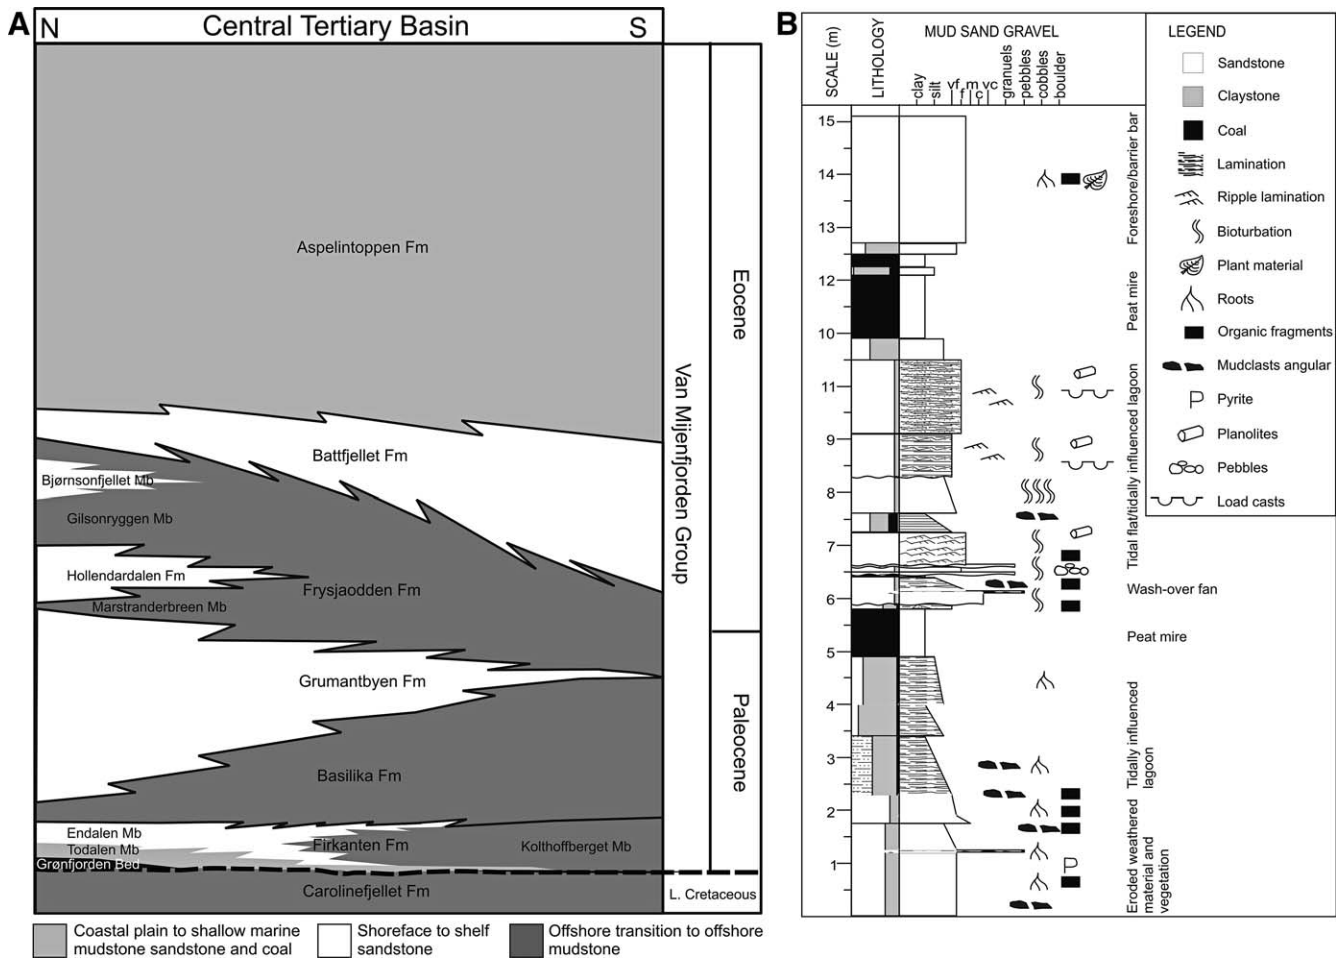 A
N Central Tertiary Basin S
Aspelintoppen Fm
Battfjellet Fm
Bjørnsonfjellet Mb
Gilsonryggen Mb
Hollendardalen Fm
Frysjaodden Fm
Marstranderbreen Mb
Grumantbyen Fm
Basilika Fm
Endalen Mb
Todalen Mb
Firkanten Fm
Kolthoffberget Mb
Grønfjorden Bed
Carolinefjellet Fm
Van Mijenfjorden Group
Eocene
Paleocene
L. Cretaceous
Coastal plain to shallow marine
mudstone sandstone and coal
Shoreface to shelf
sandstone
Offshore transition to offshore
mudstone
B
SCALE (m)
LITHOLOGY
MUD SAND GRAVEL
clay
silt
vf
f
m
c
vc
granuels
pebbles
cobbles
boulder
15
14
13
12
10
11
9
8
7
6
5
4
3
2
1
Foreshore/barrier bar
Peat mire
Tidal flat/tidally influenced lagoon
Wash-over fan
Peat mire
Tidally influenced
lagoon
Eroded weathered
material and
vegetation
LEGEND
Sandstone
Claystone
Coal
Lamination
Ripple lamination
Bioturbation
Plant material
Roots
Organic fragments
Mudclasts angular
P Pyrite
Planolites
Pebbles
Load casts
P